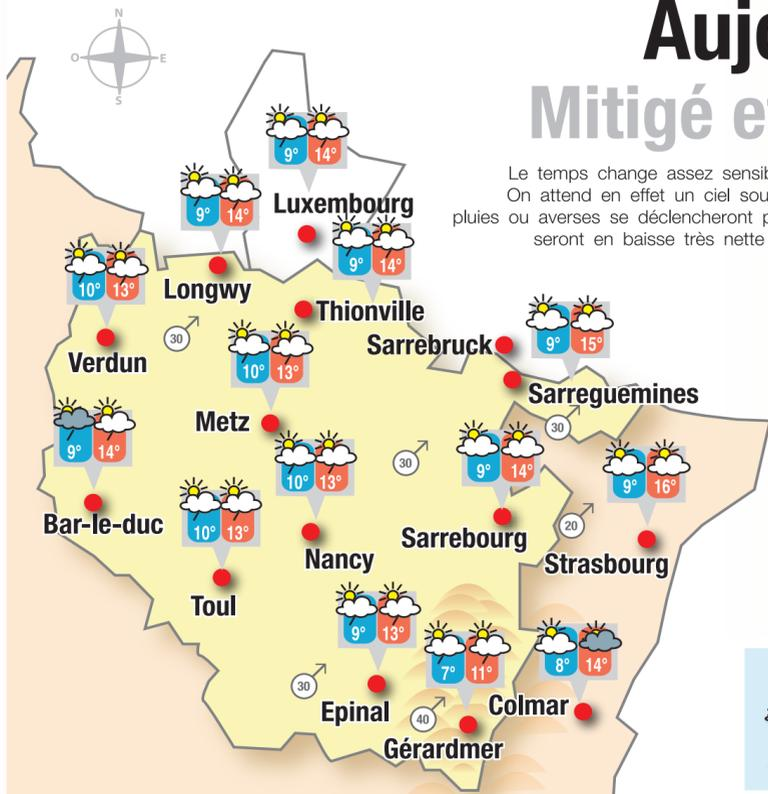 N
O
E
S
Aujo
Mitigé e
Le temps change assez sensib
On attend en effet un ciel sou
pluies ou averses se déclencheront p
seront en baisse très nette
9° 14°
Luxembourg
9° 14°
Longwy
9° 14°
Thionville
10° 13°
Verdun
30
10° 13°
Metz
Sarrebruck
9° 15°
Sarreguemines
30
9° 14°
Bar-le-duc
10° 13°
Nancy
30
9° 14°
Sarrebourg
9° 16°
Strasbourg
20
10° 13°
Toul
9° 13°
Epinal
30
7° 11°
Gérardmer
40
8° 14°
Colmar